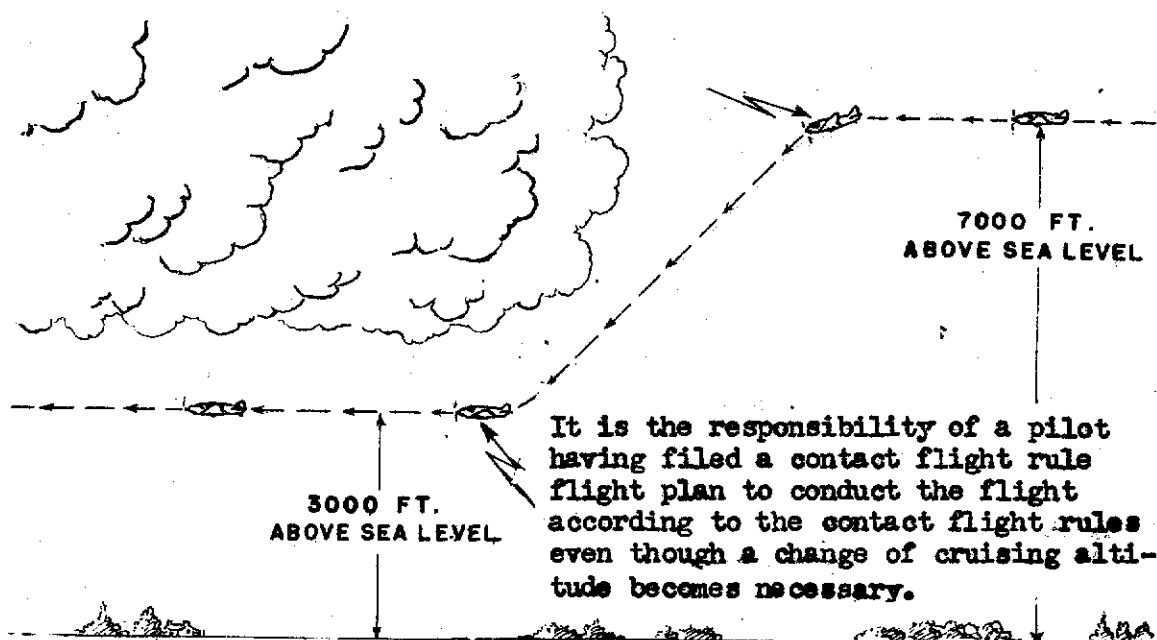 7000 FT.
ABOVE SEA LEVEL
3000 FT.
ABOVE SEA LEVEL
It is the responsibility of a pilot
having filed a contact flight rule
flight plan to conduct the flight
according to the contact flight rules
even though a change of cruising alti-
tude becomes necessary.